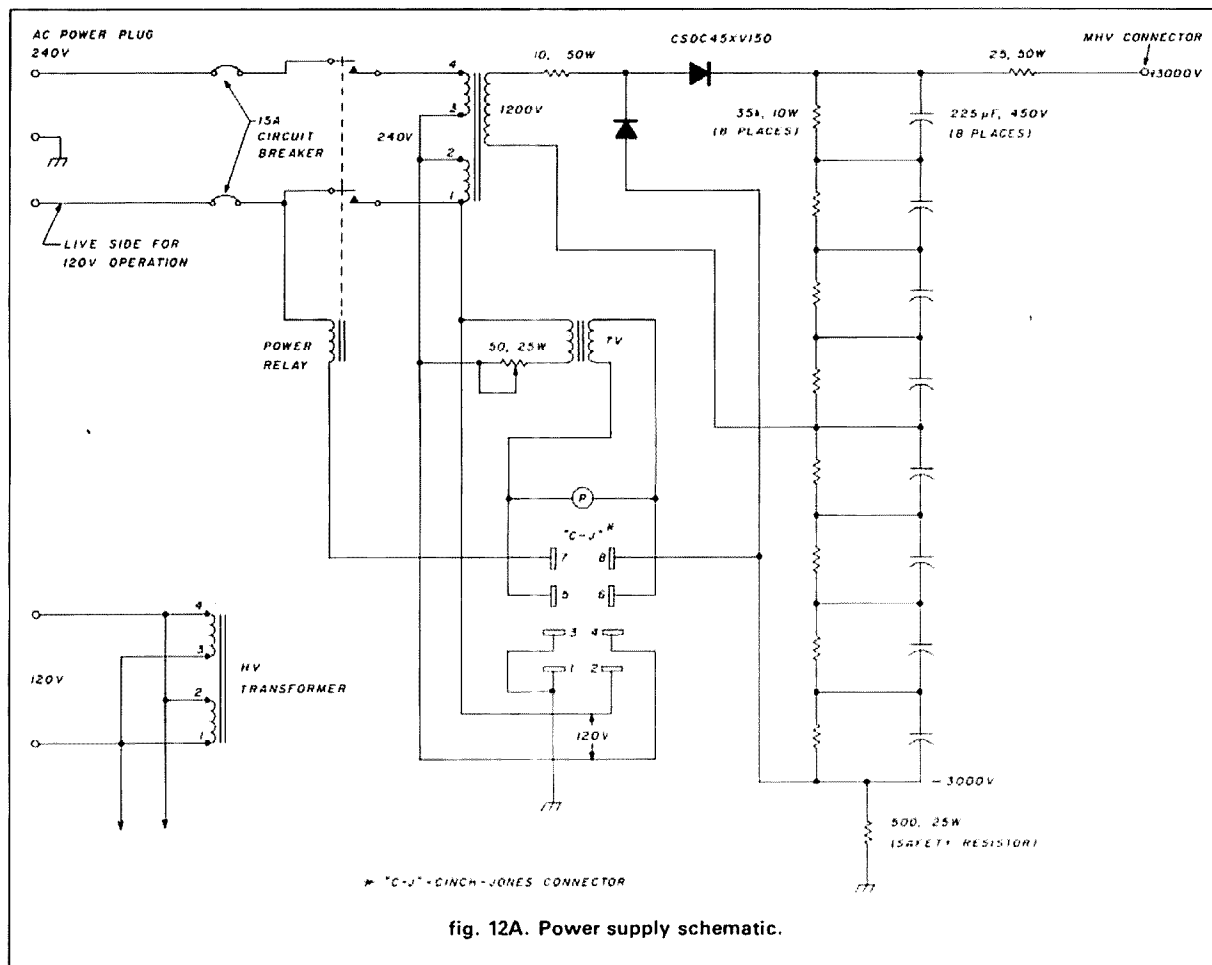 AC POWER PLUG
240V
15A
CIRCUIT
BREAKER
LIVE SIDE FOR
120V OPERATION
POWER
RELAY
240V
4
3
2
1
1200V
10, 50W
CSDC45XV150
35k, 10W
(8 PLACES)
225µF, 450V
(8 PLACES)
25, 50W
MHV CONNECTOR
+3000V
50, 25W
7V
P
"C-J"*
7
8
5
6
3
4
1
2
120V
-3000V
500, 25W
(SAFETY RESISTOR)
120V
4
3
2
1
HV
TRANSFORMER
* "C-J"-CINCH-JONES CONNECTOR
fig. 12A. Power supply schematic.